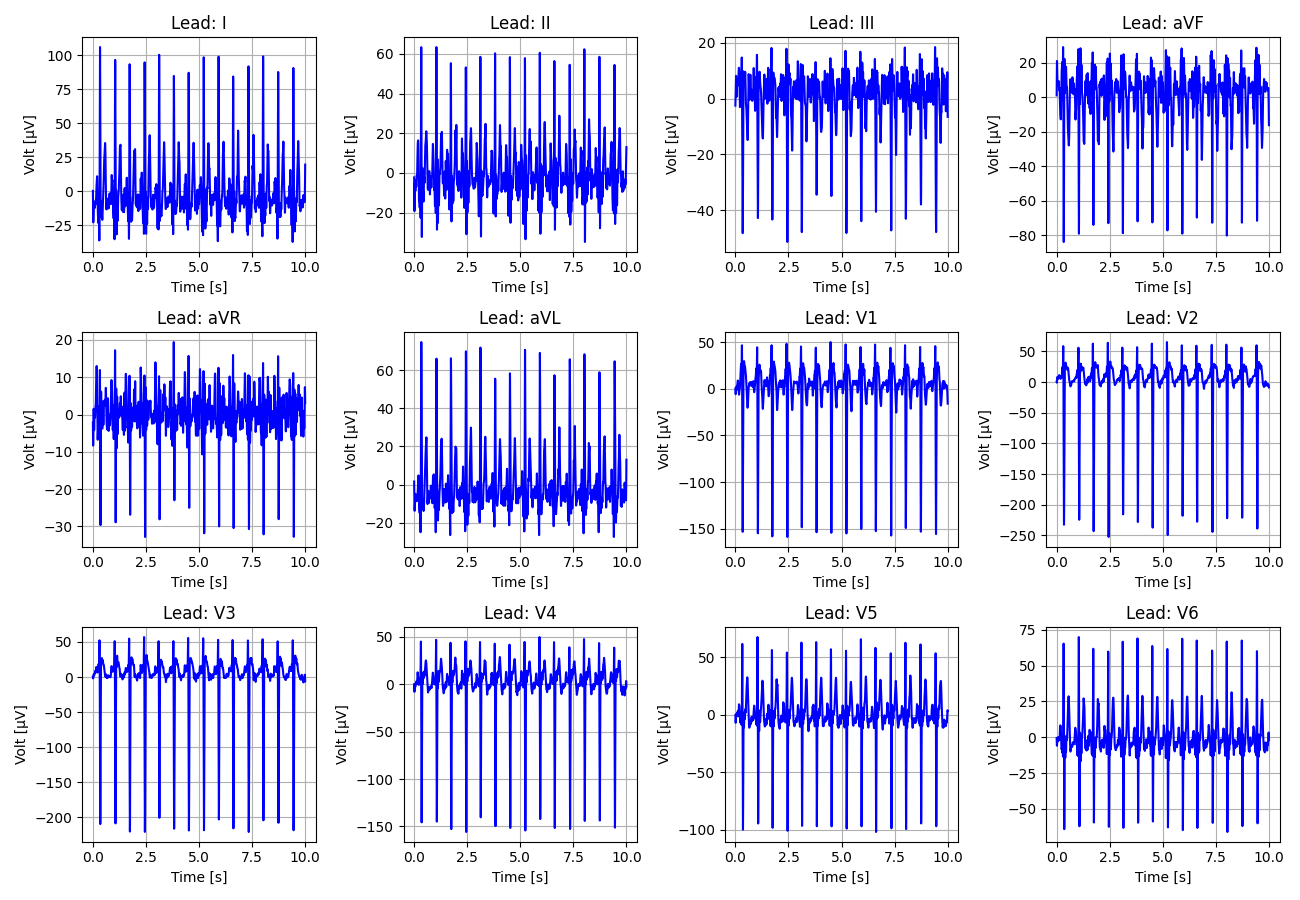 Lead: I Lead: II Lead: III Lead: aVF
Volt [µV] 100 75 50 25 0 −25
Volt [µV] 60 40 20 0 −20
Volt [µV] 20 0 −20 −40
Volt [µV] 20 0 −20 −40 −60 −80
0.0 2.5 5.0 7.5 10.0 0.0 2.5 5.0 7.5 10.0 0.0 2.5 5.0 7.5 10.0 0.0 2.5 5.0 7.5 10.0
Time [s] Time [s] Time [s] Time [s]
Lead: aVR Lead: aVL Lead: V1 Lead: V2
Volt [µV] 20 10 0 −10 −20 −30
Volt [µV] 60 40 20 0 −20
Volt [µV] 50 0 −50 −100 −150
Volt [µV] 50 0 −50 −100 −150 −200 −250
0.0 2.5 5.0 7.5 10.0 0.0 2.5 5.0 7.5 10.0 0.0 2.5 5.0 7.5 10.0 0.0 2.5 5.0 7.5 10.0
Time [s] Time [s] Time [s] Time [s]
Lead: V3 Lead: V4 Lead: V5 Lead: V6
Volt [µV] 50 0 −50 −100 −150 −200
Volt [µV] 50 0 −50 −100 −150
Volt [µV] 50 0 −50 −100
Volt [µV] 75 50 25 0 −25 −50
0.0 2.5 5.0 7.5 10.0 0.0 2.5 5.0 7.5 10.0 0.0 2.5 5.0 7.5 10.0 0.0 2.5 5.0 7.5 10.0
Time [s] Time [s] Time [s] Time [s]